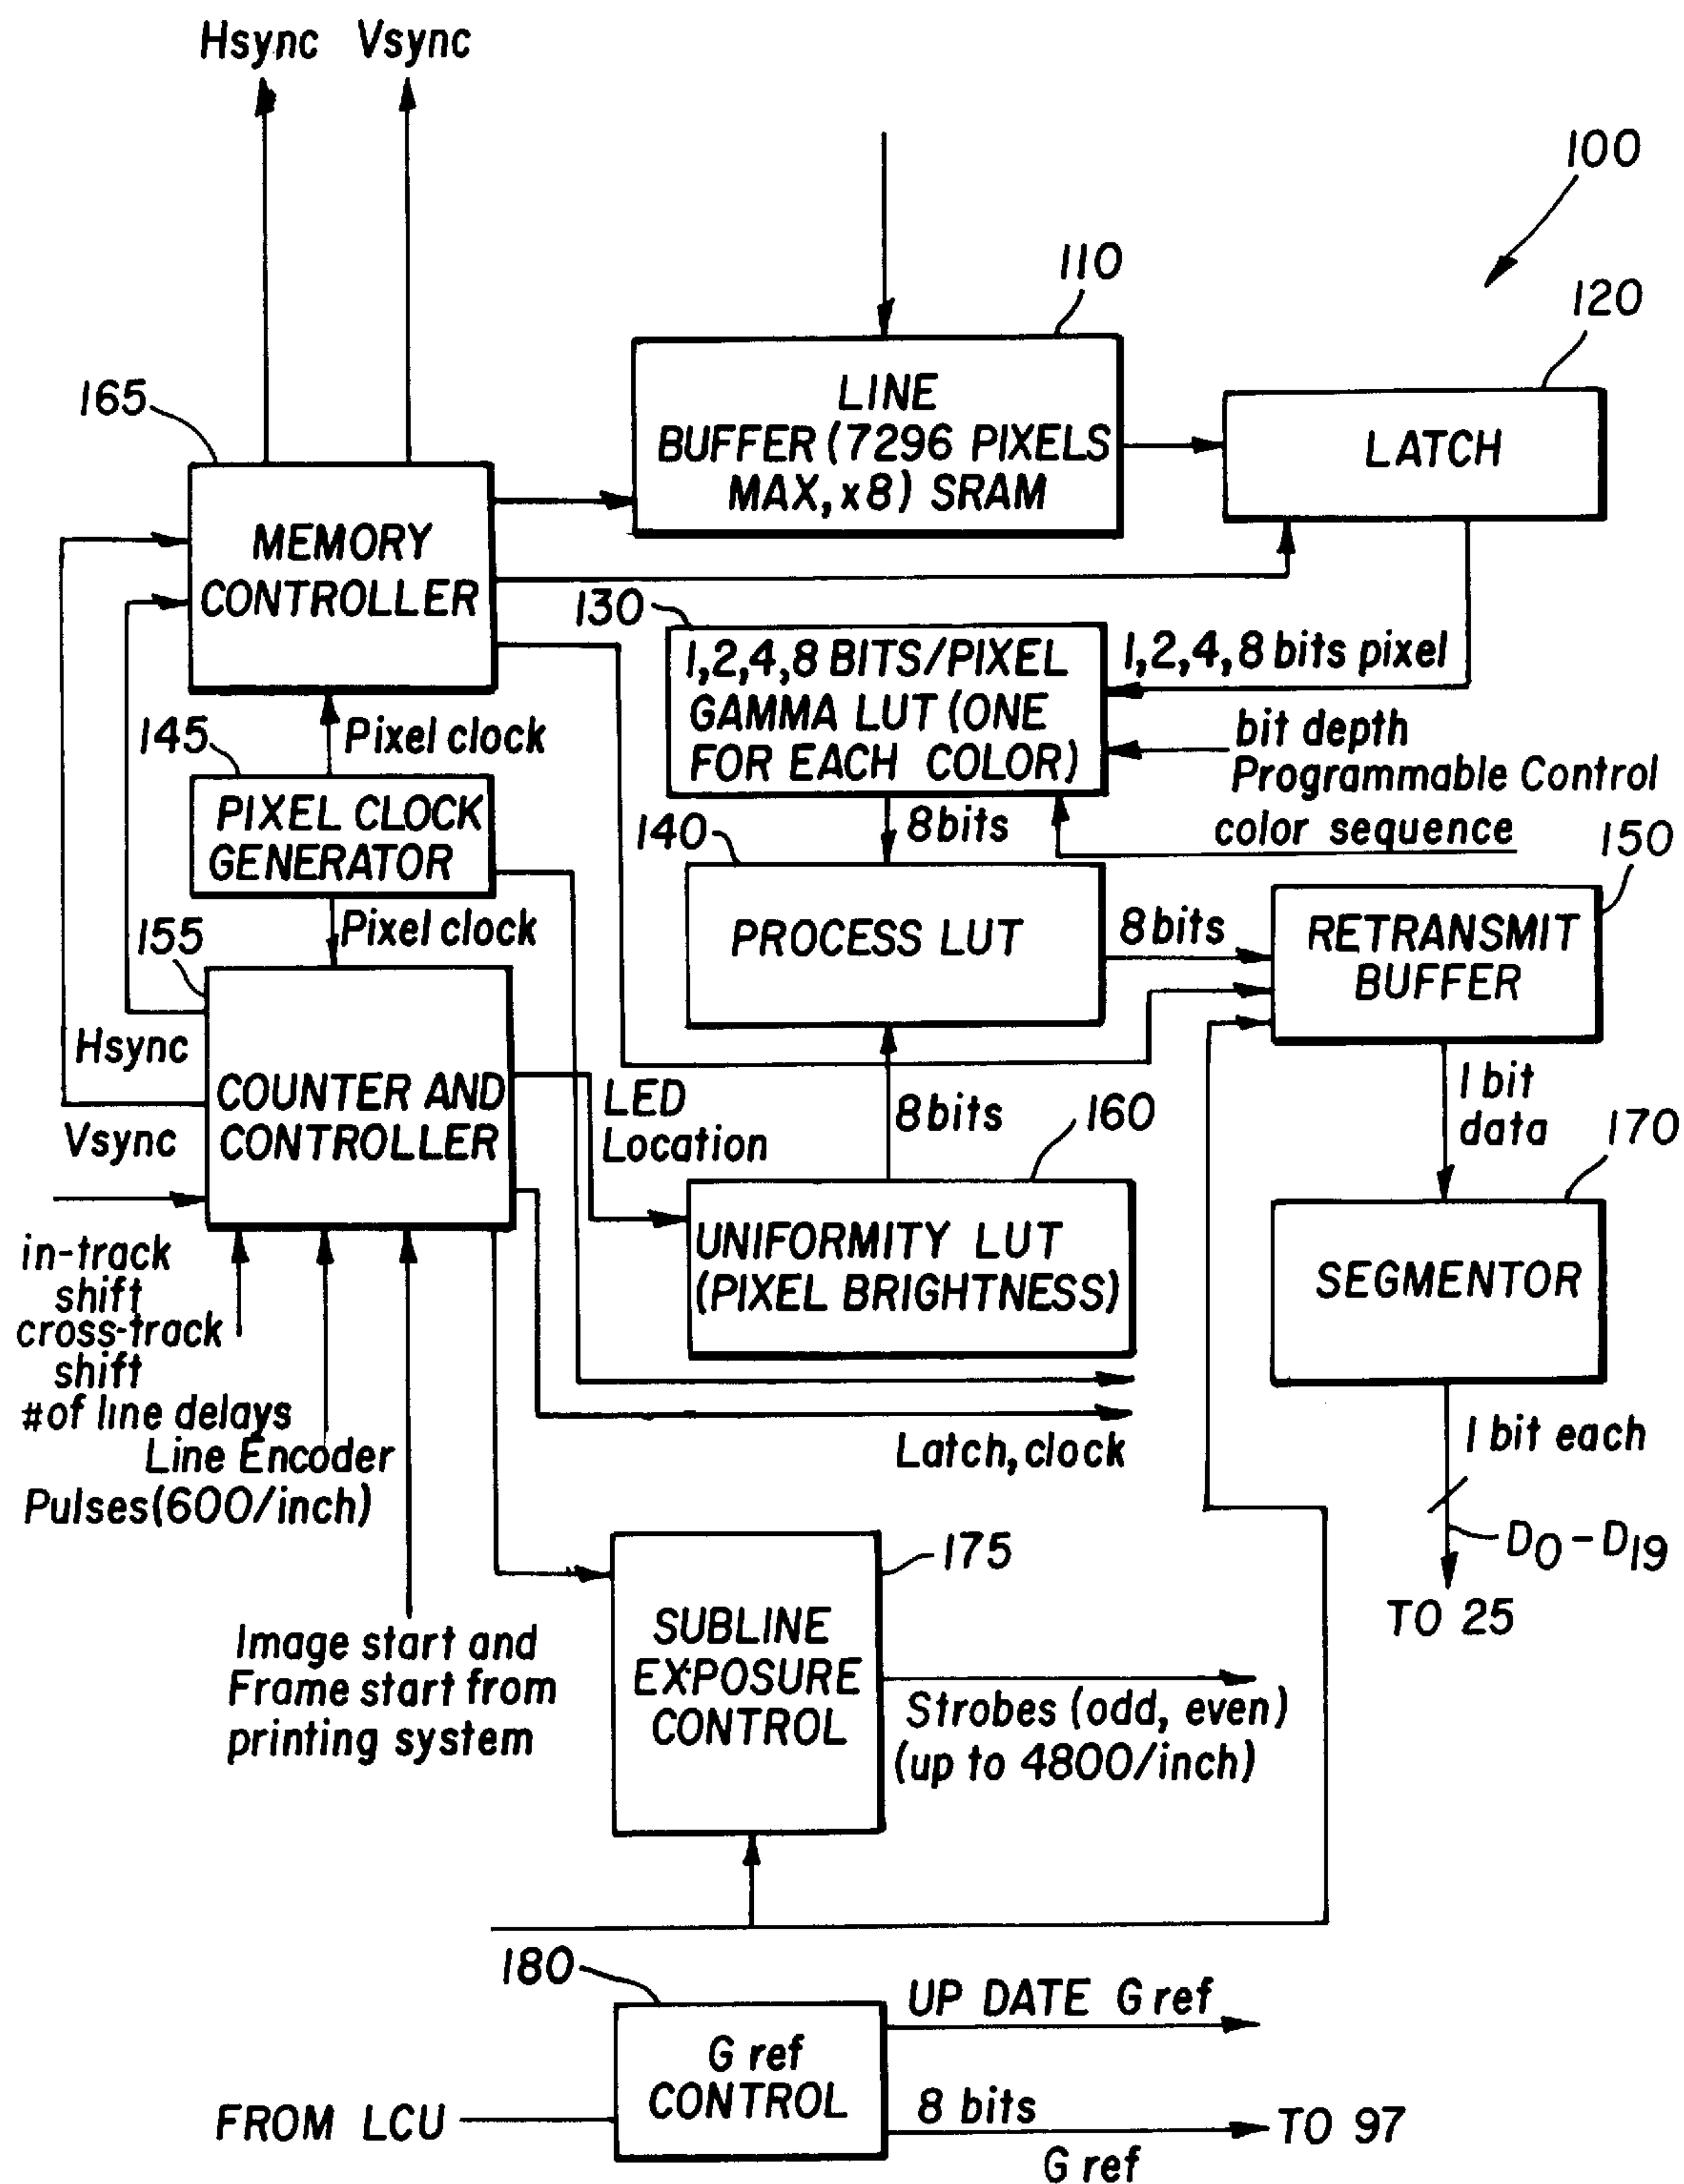 Hsync Vsync
100
110
120
165
LINE
BUFFER (7296 PIXELS
MAX, x8) SRAM
LATCH
MEMORY
CONTROLLER
130
1,2,4,8 BITS/PIXEL
GAMMA LUT (ONE
FOR EACH COLOR)
1,2,4,8 bits pixel
bit depth
Programmable Control
color sequence
145
Pixel clock
PIXEL CLOCK
GENERATOR
Pixel clock
140
8 bits
150
PROCESS LUT
8 bits
RETRANSMIT
BUFFER
155
Hsync
Vsync
COUNTER AND
CONTROLLER
LED
Location
8 bits
160
1 bit
data
170
UNIFORMITY LUT
(PIXEL BRIGHTNESS)
SEGMENTOR
in-track
shift
cross-track
shift
# of line delays
Line Encoder
Pulses (600/inch)
Latch, clock
1 bit each
D0 - D19
TO 25
Image start and
Frame start from
printing system
175
SUBLINE
EXPOSURE
CONTROL
Strobes (odd, even)
(up to 4800/inch)
180
UP DATE G ref
G ref
CONTROL
FROM LCU
8 bits
G ref
TO 97